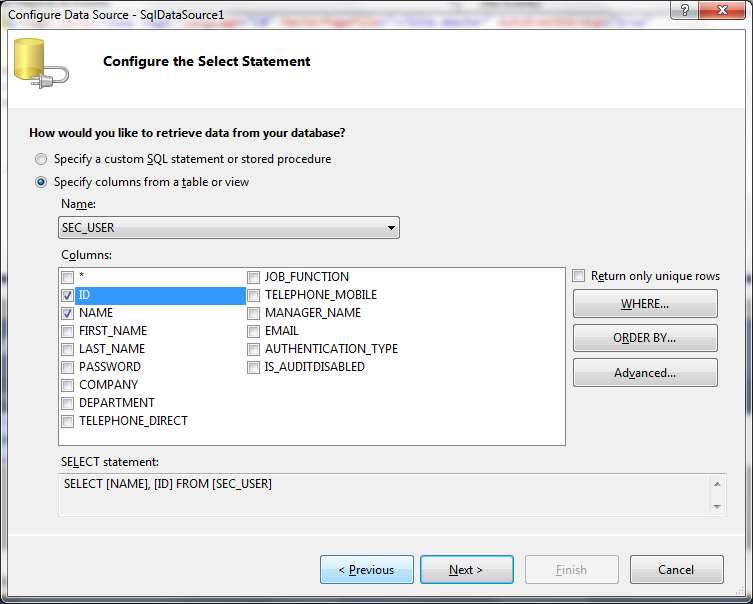 Configure Data Source - SqlDataSource1
?
Configure the Select Statement
How would you like to retrieve data from your database?
Specify a custom SQL statement or stored procedure
Specify columns from a table or view
Name:
SEC_USER
Columns:
*
ID
NAME
FIRST_NAME
LAST_NAME
PASSWORD
COMPANY
DEPARTMENT
TELEPHONE_DIRECT
JOB_FUNCTION
TELEPHONE_MOBILE
MANAGER_NAME
EMAIL
AUTHENTICATION_TYPE
IS_AUDITDISABLED
Return only unique rows
WHERE...
ORDER BY...
Advanced...
SELECT statement:
SELECT [NAME], [ID] FROM [SEC_USER]
< Previous
Next >
Finish
Cancel